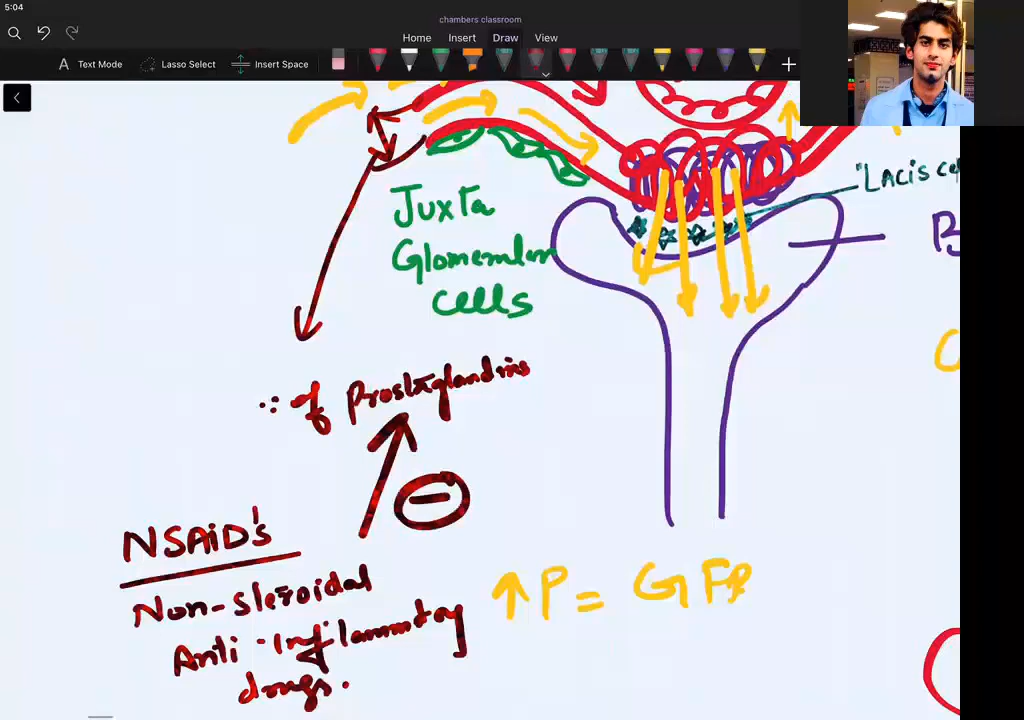 5:04
chambers classroom
Home Insert Draw View
Text Mode Lasso Select Insert Space
"Lacis ce
Juxta
Glomerular
cells
∵ of Prostaglandins
NSAID's
Non-steroidal
Anti-Inflammatory
drugs.
↑ P = GFR